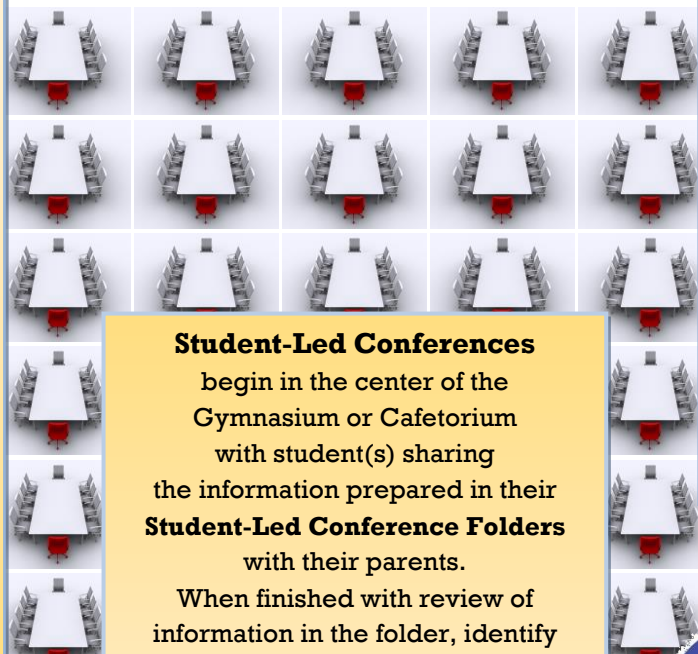 Student-Led Conferences
begin in the center of the
Gymnasium or Cafetorium
with student(s) sharing
the information prepared in their
Student-Led Conference Folders
with their parents.
When finished with review of
information in the folder, identify